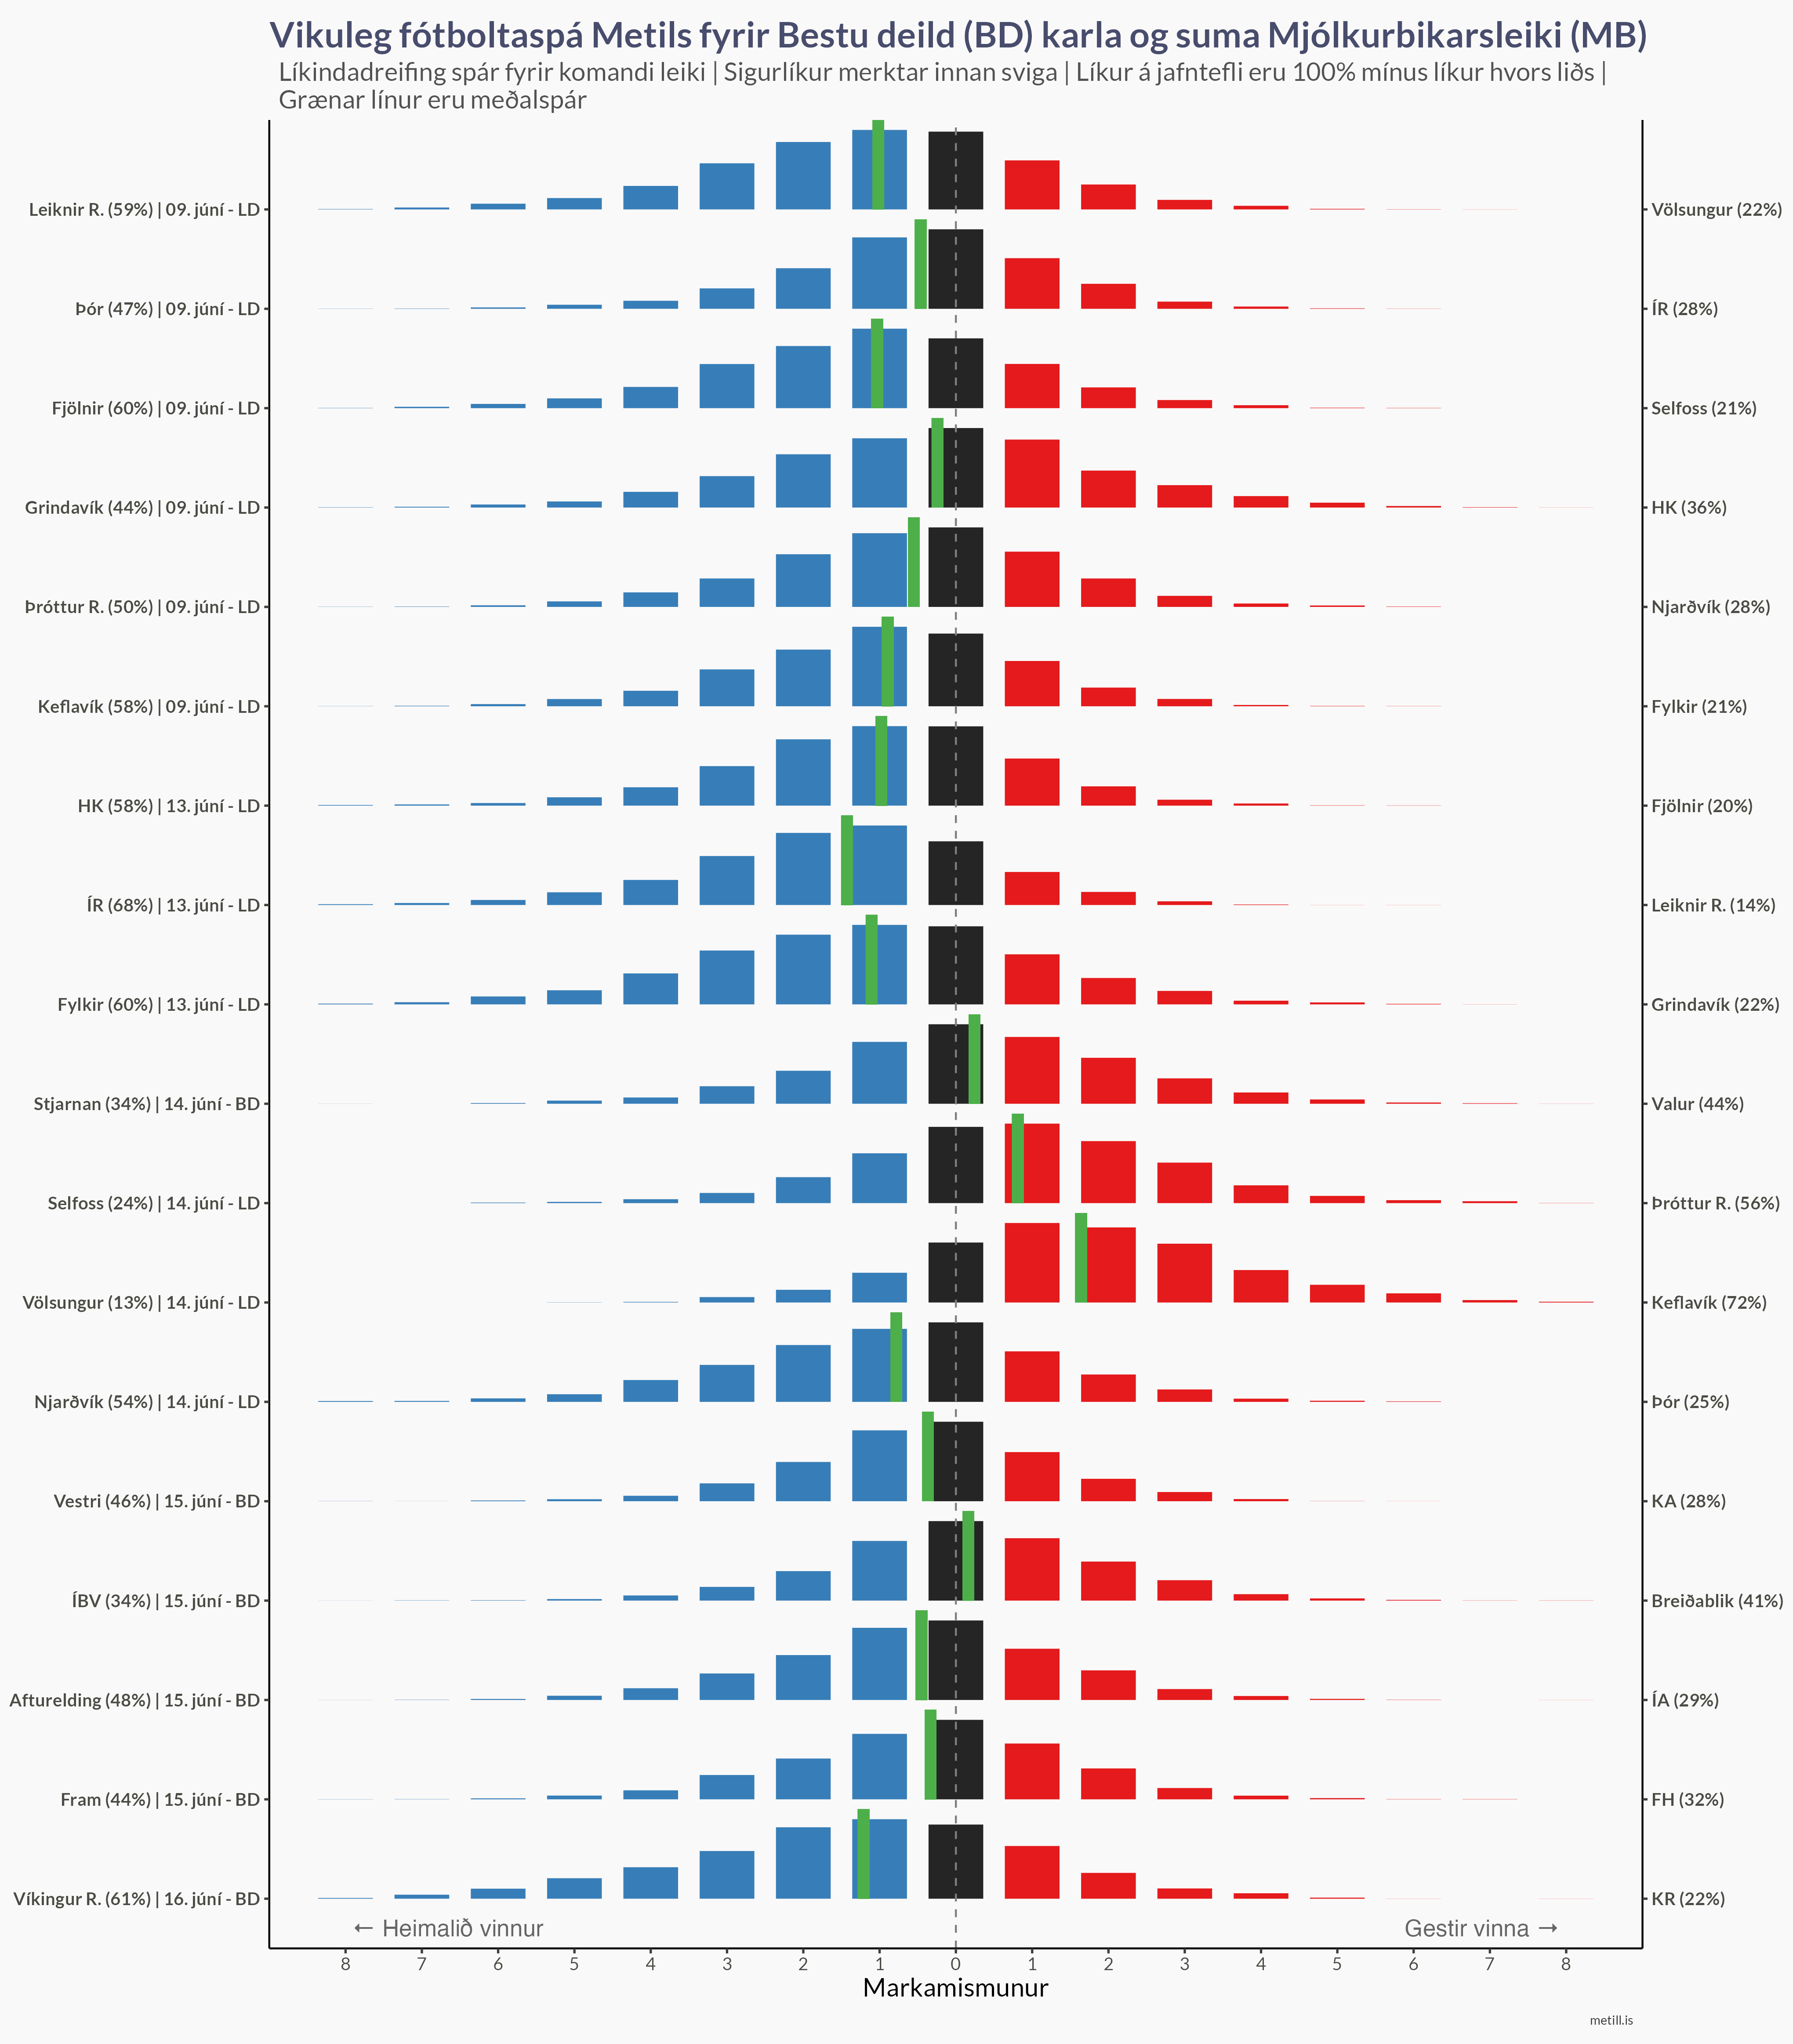 Vikuleg fótboltaspá Metils fyrir Bestu deild (BD) karla og suma Mjólkurbikarsleiki (MB)
Líkindadreifing spár fyrir komandi leiki | Sigurlíkur merktar innan sviga | Líkur á jafntefli eru 100% mínus líkur hvors liðs |
Grænar línur eru meðalspár
Leiknir R. (59%) | 09. júní - LD
Völsungur (22%)
Þór (47%) | 09. júní - LD
ÍR (28%)
Fjölnir (60%) | 09. júní - LD
Selfoss (21%)
Grindavík (44%) | 09. júní - LD
HK (36%)
Þróttur R. (50%) | 09. júní - LD
Njarðvík (28%)
Keflavík (58%) | 09. júní - LD
Fylkir (21%)
HK (58%) | 13. júní - LD
Fjölnir (20%)
ÍR (68%) | 13. júní - LD
Leiknir R. (14%)
Fylkir (60%) | 13. júní - LD
Grindavík (22%)
Stjarnan (34%) | 14. júní - BD
Valur (44%)
Selfoss (24%) | 14. júní - LD
Þróttur R. (56%)
Völsungur (13%) | 14. júní - LD
Keflavík (72%)
Njarðvík (54%) | 14. júní - LD
Þór (25%)
Vestri (46%) | 15. júní - BD
KA (28%)
ÍBV (34%) | 15. júní - BD
Breiðablik (41%)
Afturelding (48%) | 15. júní - BD
ÍA (29%)
Fram (44%) | 15. júní - BD
FH (32%)
Víkingur R. (61%) | 16. júní - BD
KR (22%)
← Heimalið vinnur
Gestir vinna →
8 7 6 5 4 3 2 1 0 1 2 3 4 5 6 7 8
Markamismunur
metill.is